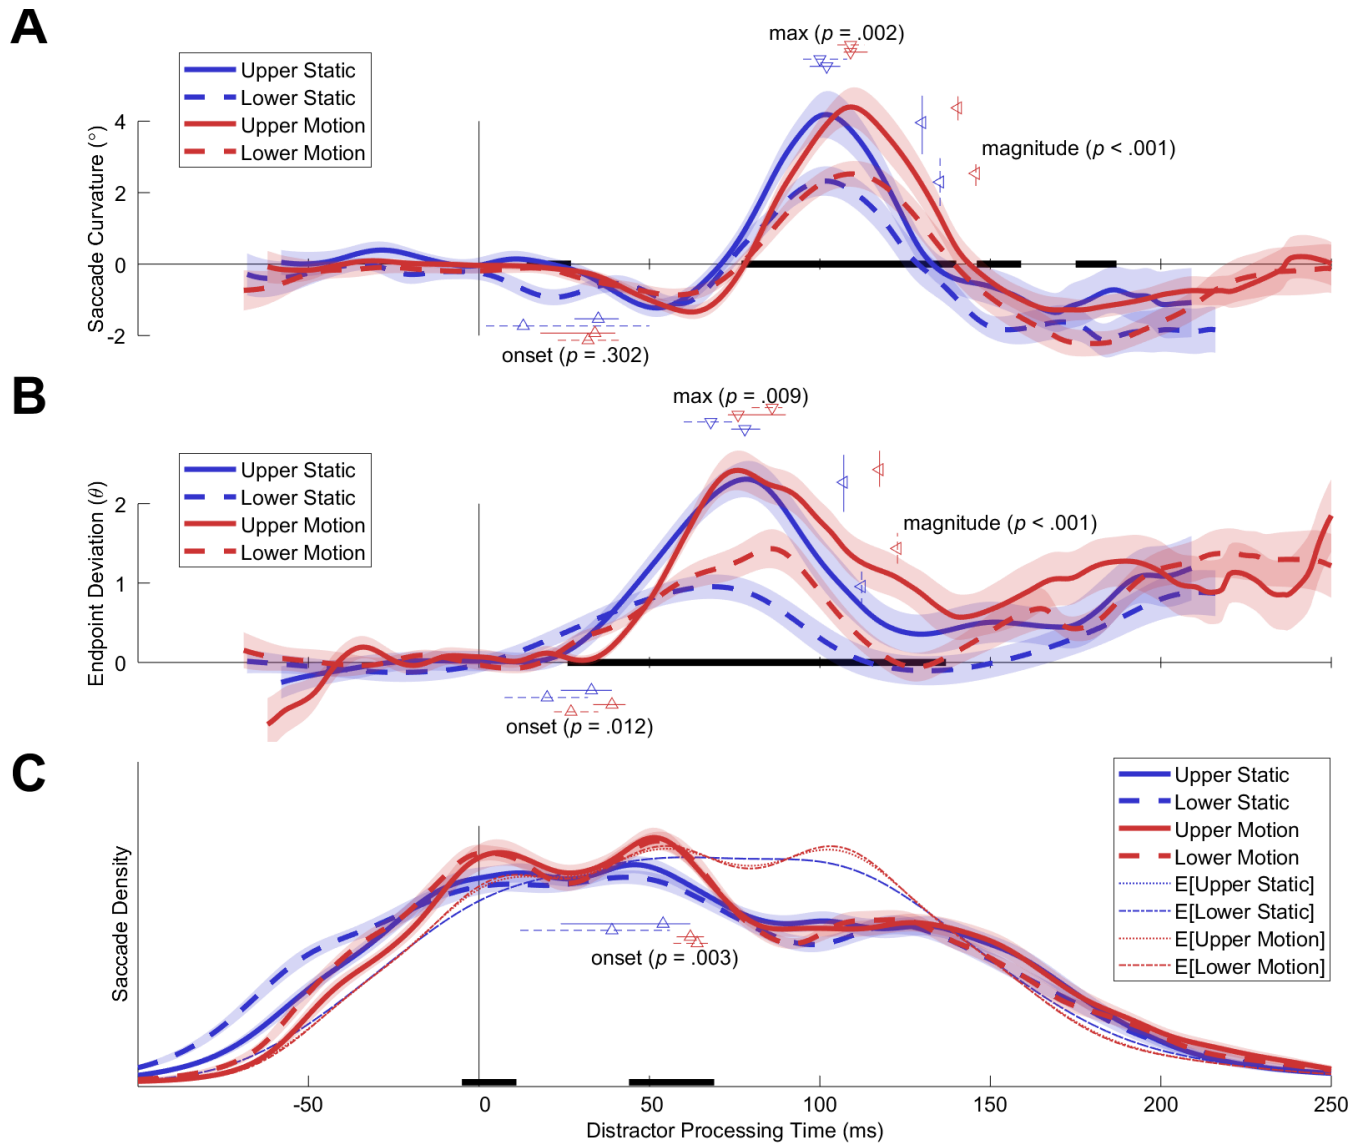 A
max (p = .002)
Upper Static
Lower Static
Upper Motion
Lower Motion
magnitude (p < .001)
Saccade Curvature (°)
4
2
0
-2
onset (p = .302)
B
max (p = .009)
Upper Static
Lower Static
Upper Motion
Lower Motion
magnitude (p < .001)
Endpoint Deviation (θ)
2
1
0
onset (p = .012)
C
Upper Static
Lower Static
Upper Motion
Lower Motion
E[Upper Static]
E[Lower Static]
E[Upper Motion]
E[Lower Motion]
Saccade Density
onset (p = .003)
-50 0 50 100 150 200 250
Distractor Processing Time (ms)